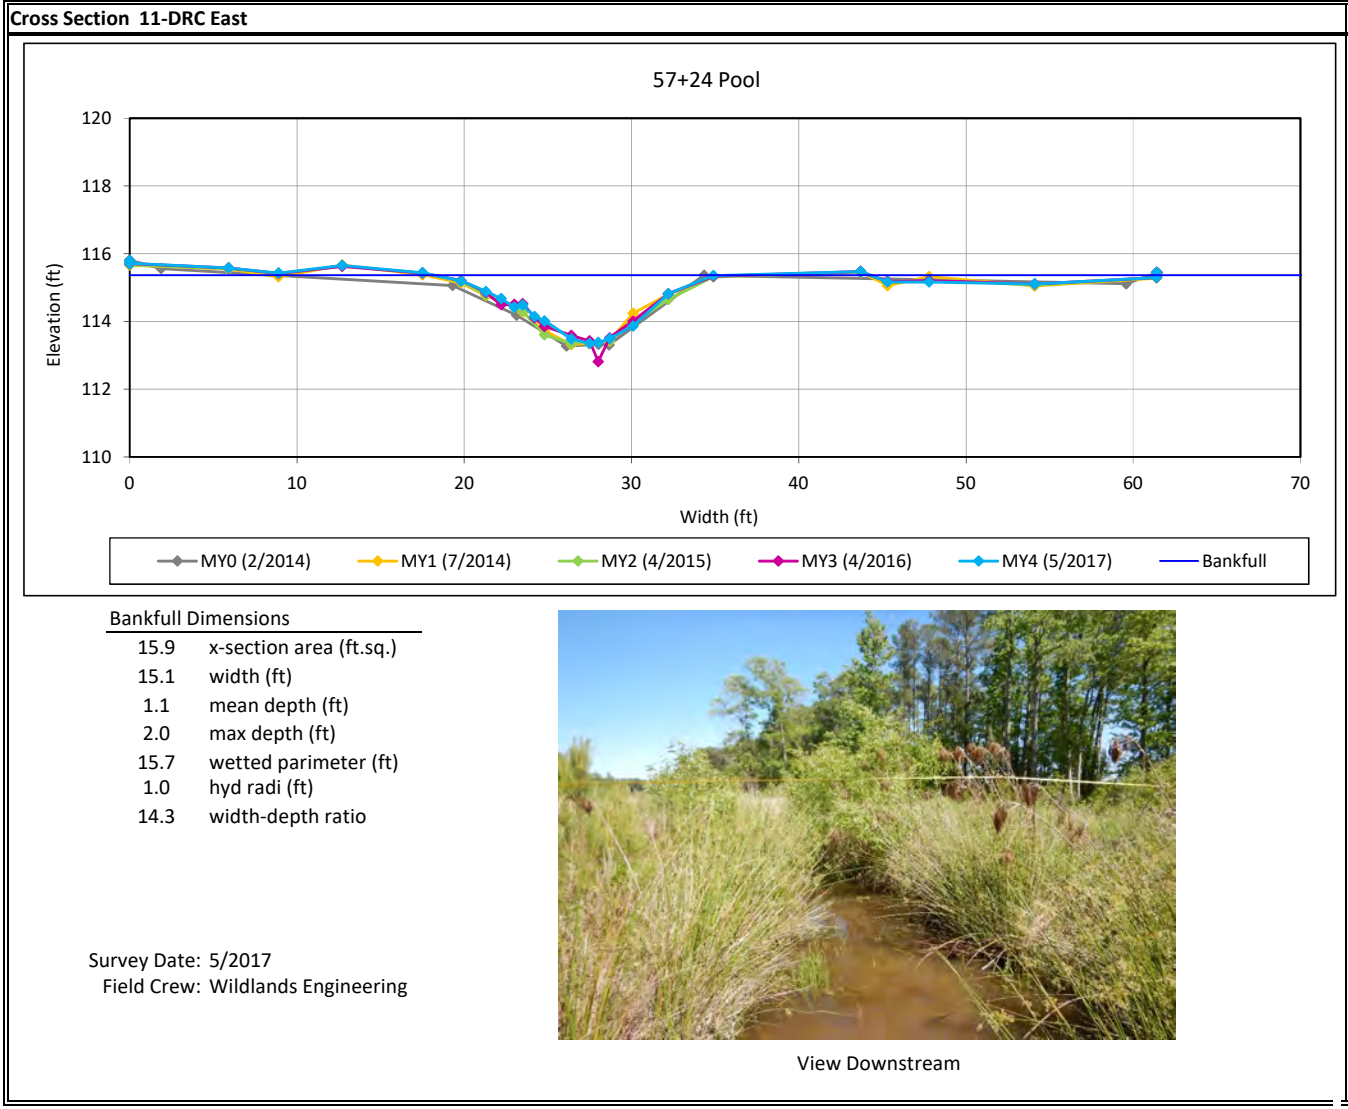 Cross Section 11-DRC East
57+24 Pool
120
118
116
114
112
110
Elevation (ft)
0 10 20 30 40 50 60 70
Width (ft)
MY0 (2/2014) MY1 (7/2014) MY2 (4/2015) MY3 (4/2016) MY4 (5/2017) Bankfull
Bankfull Dimensions
15.9 x-section area (ft.sq.)
15.1 width (ft)
1.1 mean depth (ft)
2.0 max depth (ft)
15.7 wetted parimeter (ft)
1.0 hyd radi (ft)
14.3 width-depth ratio
Survey Date: 5/2017
Field Crew: Wildlands Engineering
View Downstream